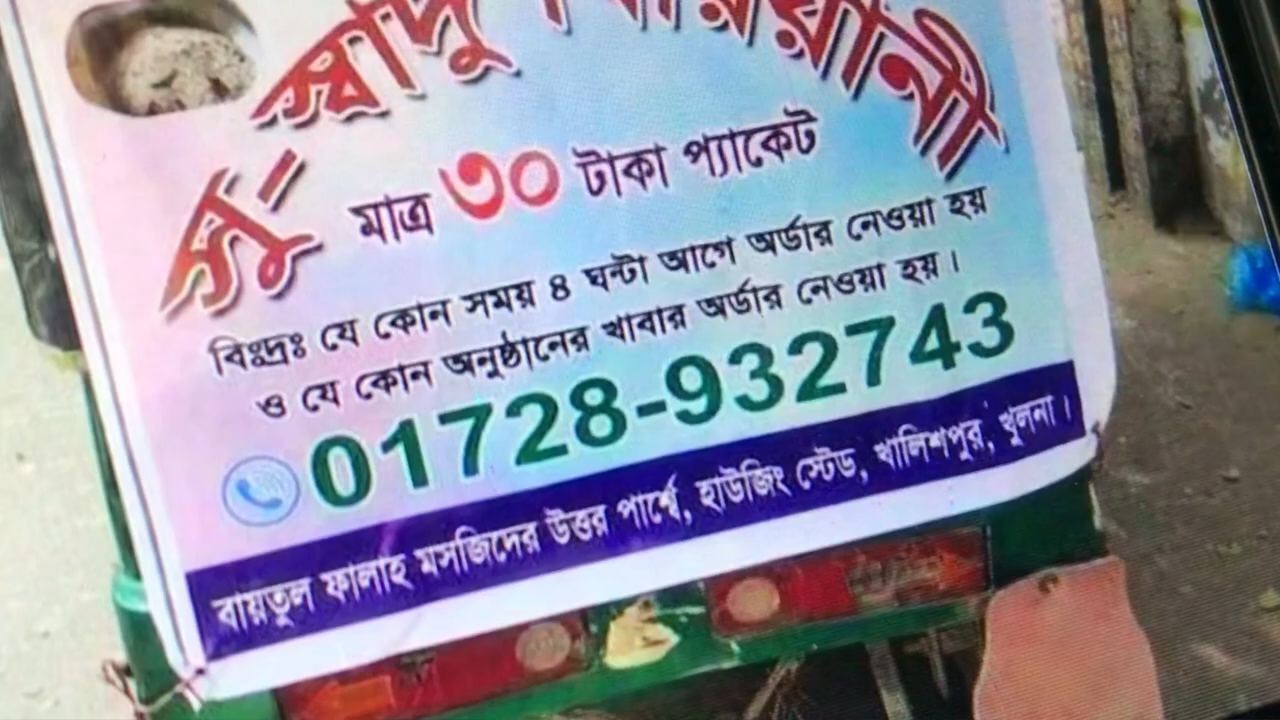 সু-স্বাদু বিরিয়ানী
মাত্র ৩০ টাকা প্যাকেট
বিঃদ্রঃ যে কোন সময় ৪ ঘন্টা আগে অর্ডার নেওয়া হয়
ও যে কোন অনুষ্ঠানের খাবার অর্ডার নেওয়া হয়।
01728-932743
বায়তুল ফালাহ মসজিদের উত্তর পার্শ্বে, হাউজিং স্টেড, খালিশপুর, খুলনা।